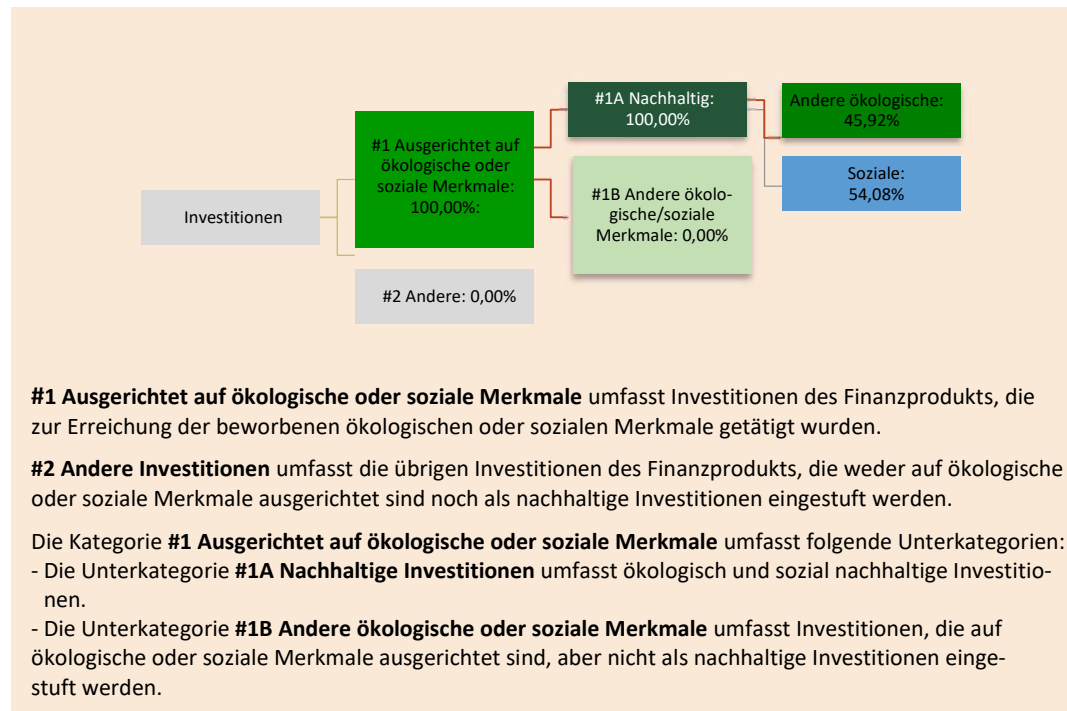 #1A Nachhaltig:
100,00%
Andere ökologische:
45,92%
#1 Ausgerichtet auf
ökologische oder
soziale Merkmale:
100,00%:
Soziale:
54,08%
#1B Andere ökolo-
gische/soziale
Merkmale: 0,00%
Investitionen
#2 Andere: 0,00%
#1 Ausgerichtet auf ökologische oder soziale Merkmale umfasst Investitionen des Finanzprodukts, die
zur Erreichung der beworbenen ökologischen oder sozialen Merkmale getätigt wurden.
#2 Andere Investitionen umfasst die übrigen Investitionen des Finanzprodukts, die weder auf ökologische
oder soziale Merkmale ausgerichtet sind noch als nachhaltige Investitionen eingestuft werden.
Die Kategorie #1 Ausgerichtet auf ökologische oder soziale Merkmale umfasst folgende Unterkategorien:
- Die Unterkategorie #1A Nachhaltige Investitionen umfasst ökologisch und sozial nachhaltige Investitio-
nen.
- Die Unterkategorie #1B Andere ökologische oder soziale Merkmale umfasst Investitionen, die auf
ökologische oder soziale Merkmale ausgerichtet sind, aber nicht als nachhaltige Investitionen einge-
stuft werden.